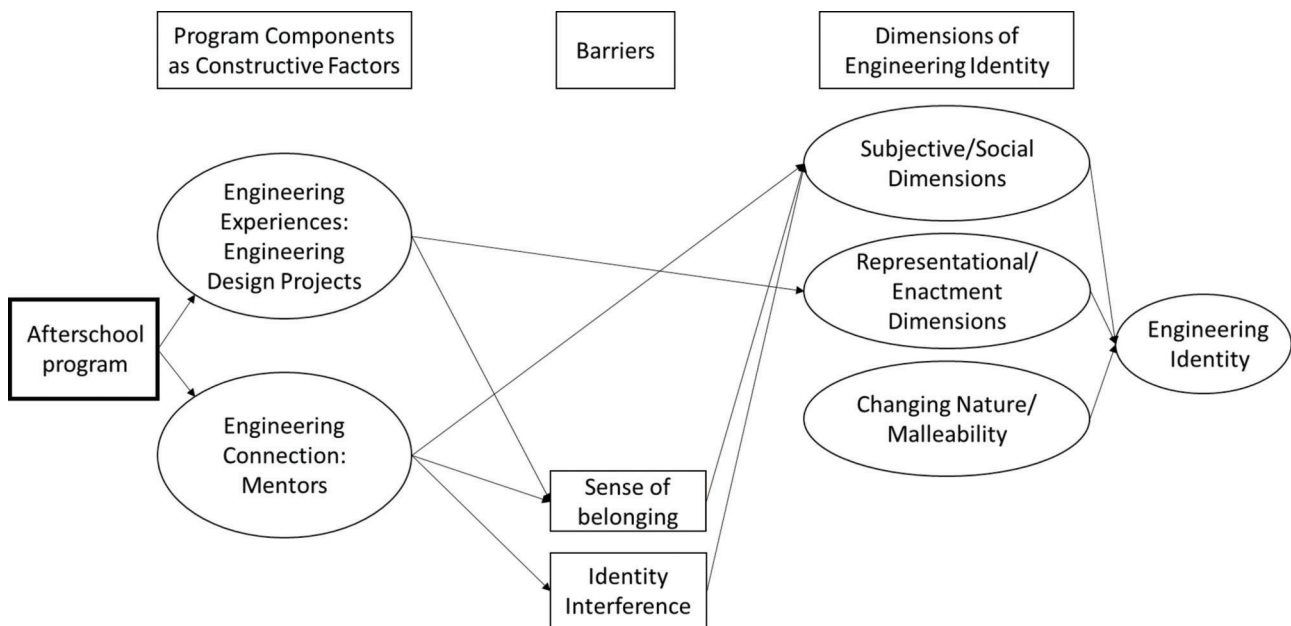 Program Components
as Constructive Factors
Barriers
Dimensions of
Engineering Identity
Afterschool
program
Engineering
Experiences:
Engineering
Design Projects
Engineering
Connection:
Mentors
Sense of
belonging
Identity
Interference
Subjective/Social
Dimensions
Representational/
Enactment
Dimensions
Changing Nature/
Malleability
Engineering
Identity